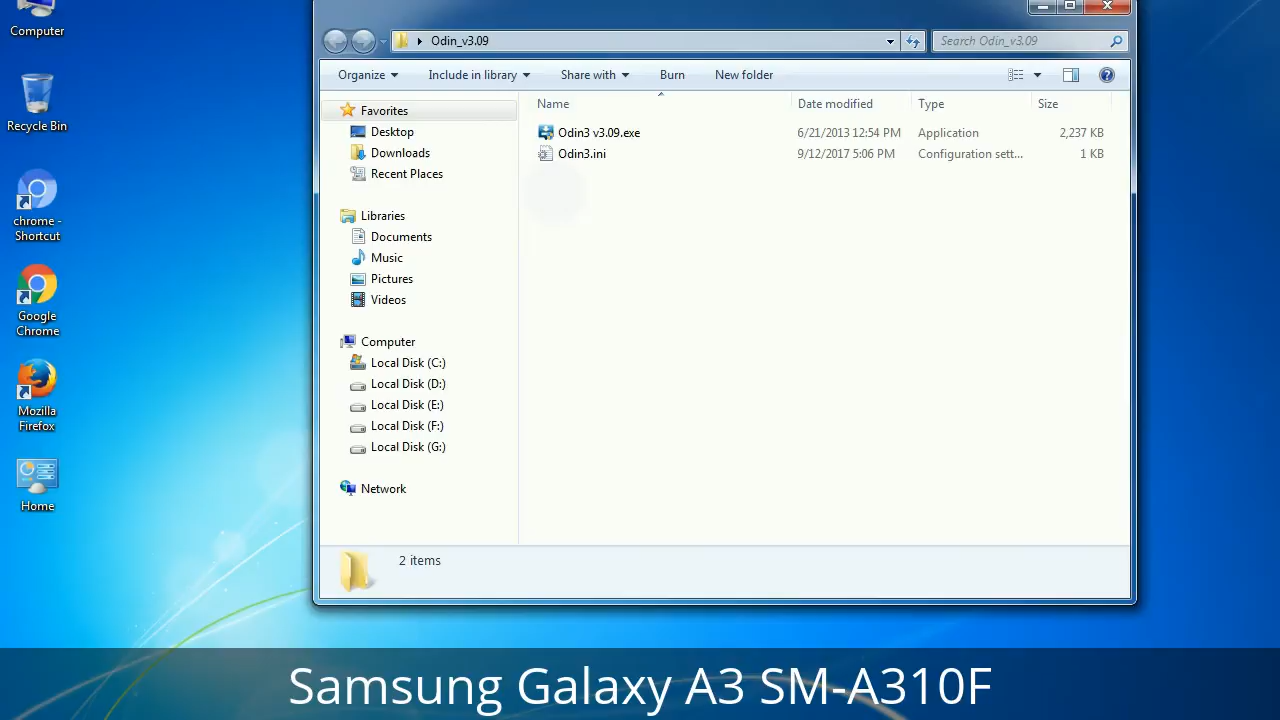 Computer
Recycle Bin
chrome -
Shortcut
Google
Chrome
Mozilla
Firefox
Home
Odin_v3.09
Search Odin_v3.09
Organize
Include in library
Share with
Burn
New folder
Favorites
Desktop
Downloads
Recent Places
Libraries
Documents
Music
Pictures
Videos
Computer
Local Disk (C:)
Local Disk (D:)
Local Disk (E:)
Local Disk (F:)
Local Disk (G:)
Network
Name Date modified Type Size
Odin3 v3.09.exe 6/21/2013 12:54 PM Application 2,237 KB
Odin3.ini 9/12/2017 5:06 PM Configuration sett... 1 KB
2 items
Samsung Galaxy A3 SM-A310F